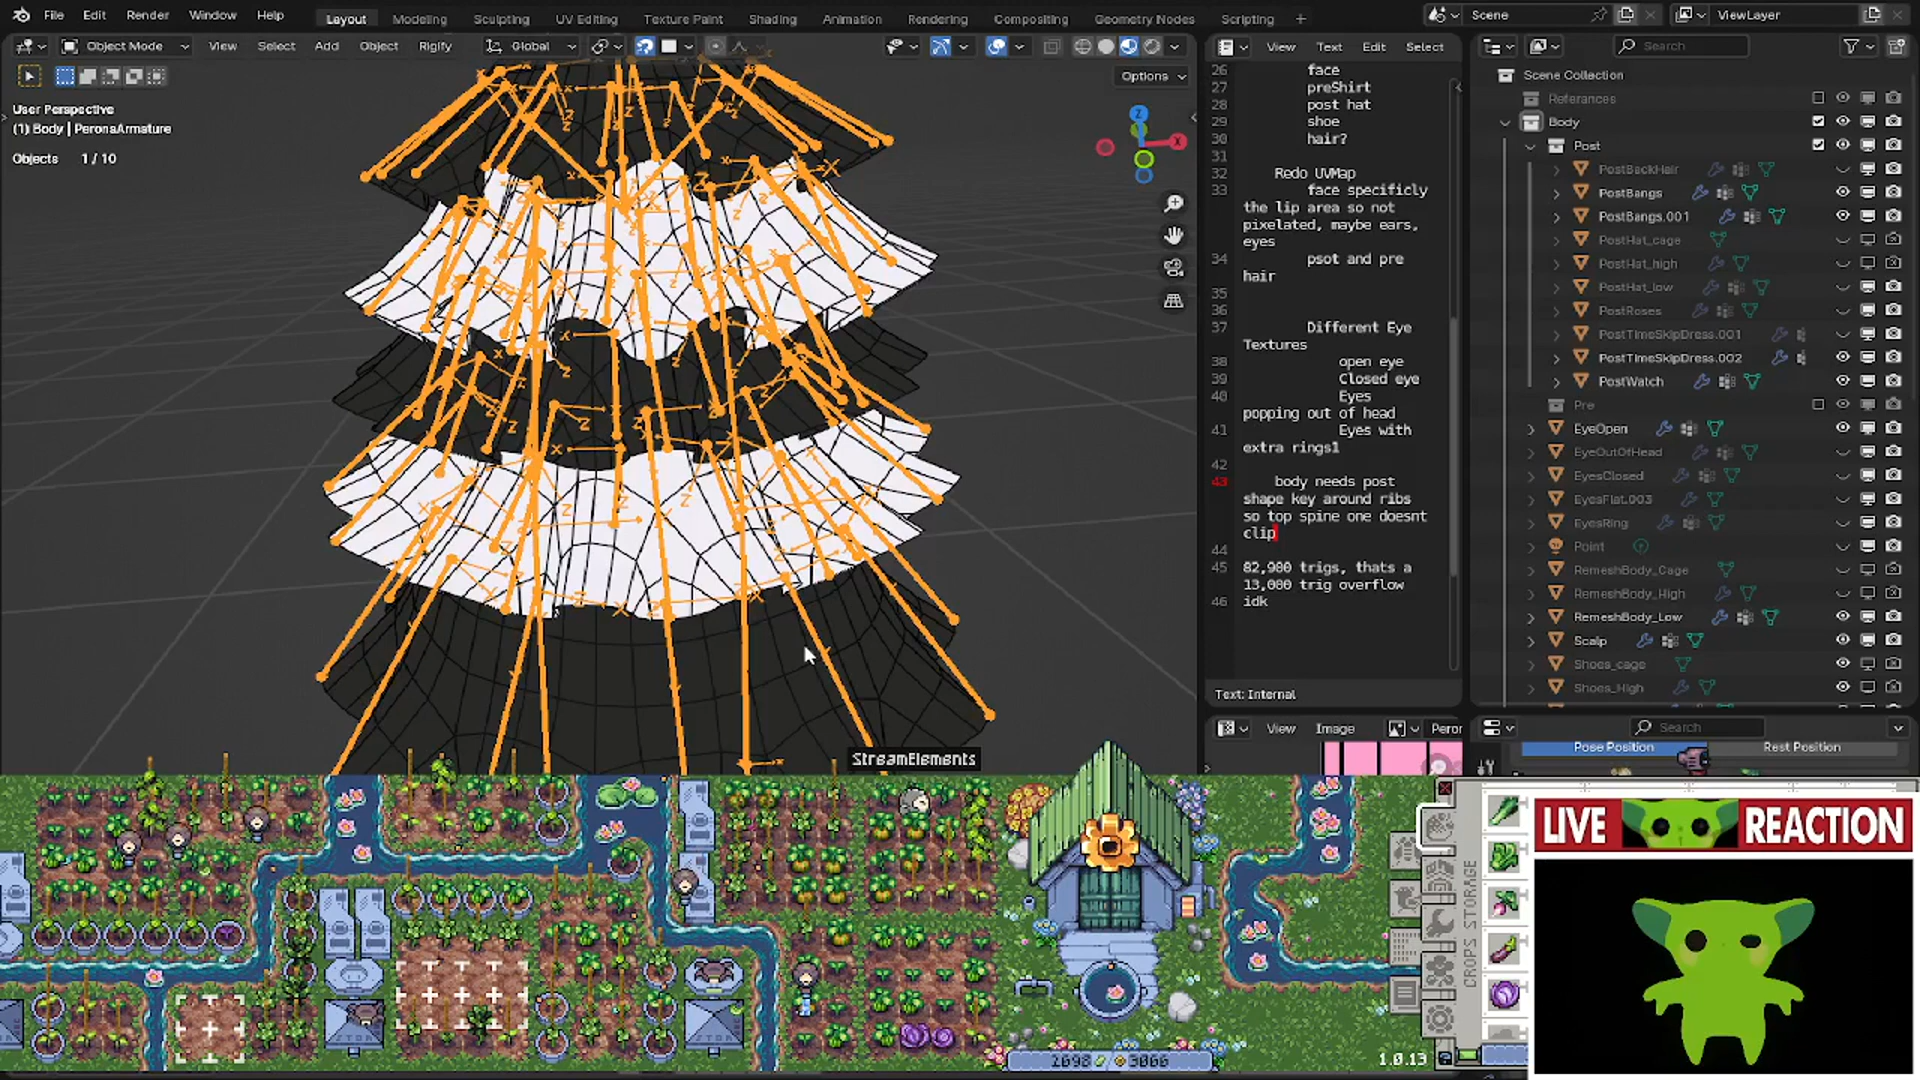 File Edit Render Window Help Layout Modeling Sculpting UV Editing Texture Paint Shading Animation Rendering Compositing Geometry Nodes Scripting + Scene ViewLayer
Object Mode View Select Add Object Rigify Global View Text Edit Select Search
Options
User Perspective
(1) Body | PeronaArmature
Objects 1 / 10
26 face
27 preShirt
28 post hat
29 shoe
30 hair?
31
32 Redo UVMap
33 face specificly
the lip area so not
pixelated, maybe ears,
eyes
34 psot and pre
hair
35
36
37 Different Eye
Textures
38 open eye
39 Closed eye
40 Eyes
popping out of head
41 Eyes with
extra rings1
42
43 body needs post
shape key around ribs
so top spine one doesnt
clip
44
45 82,900 trigs, thats a
13,000 trig overflow
46 idk
Text: Internal
View Image Peror
Scene Collection
Referances
Body
Post
PostBackHair
PostBangs
PostBangs.001
PostHat_cage
PostHat_high
PostHat_low
PostRoses
PostTimeSkipDress.001
PostTimeSkipDress.002
PostWatch
Pre
EyeOpen
EyeOutOfHead
EyesClosed
EyesFlat.003
EyesRing
Point
RemeshBody_Cage
RemeshBody_High
RemeshBody_Low
Scalp
Shoes_cage
Shoes_High
Search
Pose Position Rest Position
StreamElements
CROPS STORAGE
LIVE REACTION
2698 3066
1.0.13